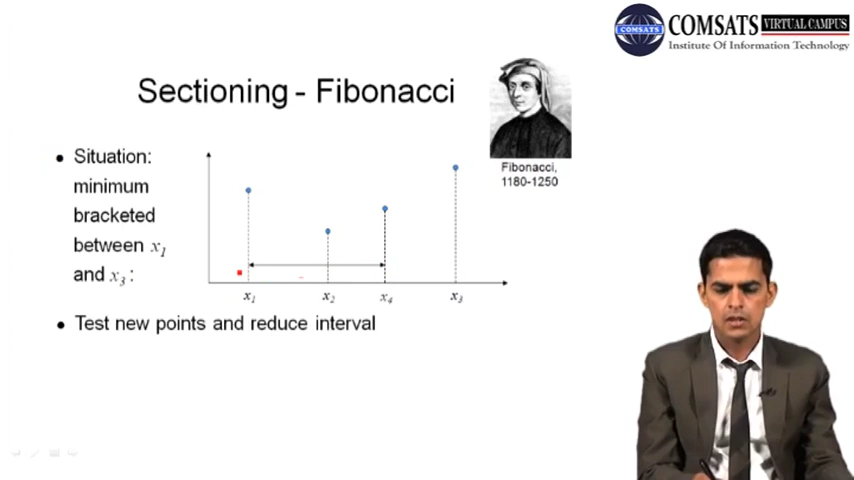 COMSATS VIRTUAL CAMPUS
COMSATS
Institute Of Information Technology
Sectioning - Fibonacci
Fibonacci,
1180-1250
• Situation:
minimum
bracketed
between x1
and x3 :
x1 x2 x4 x3
• Test new points and reduce interval